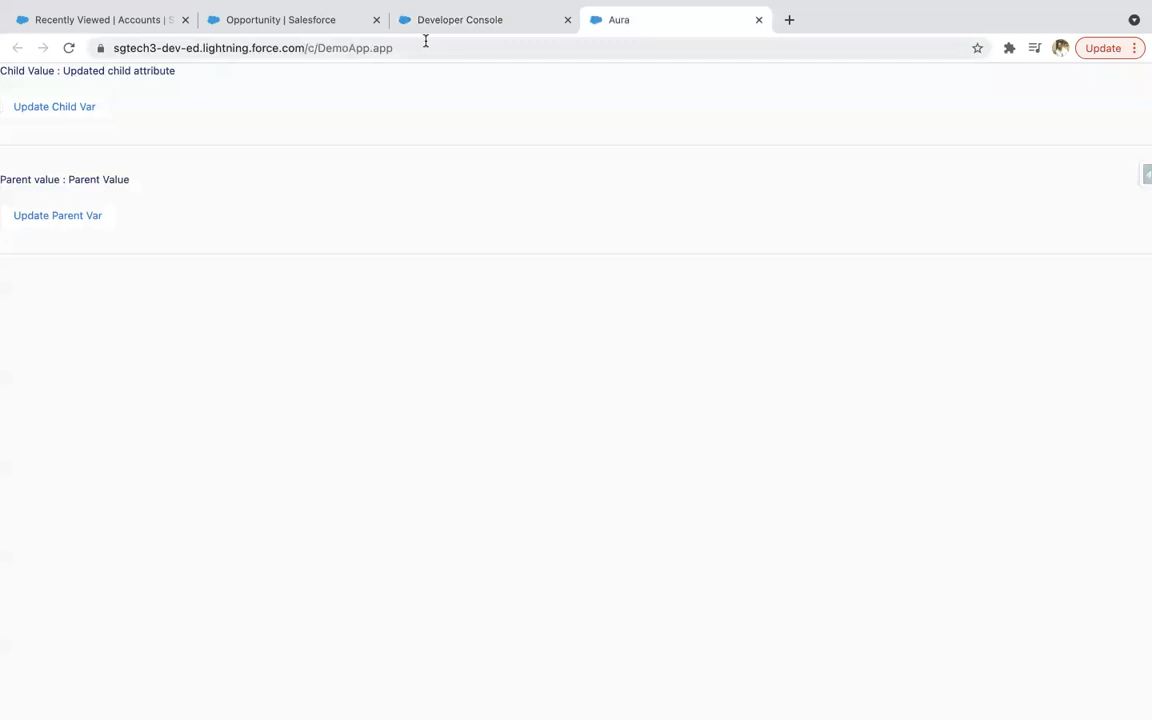 Recently Viewed | Accounts | S
Opportunity | Salesforce
Developer Console
Aura
sgtech3-dev-ed.lightning.force.com/c/DemoApp.app
Update
Child Value : Updated child attribute
Update Child Var
Parent value : Parent Value
Update Parent Var